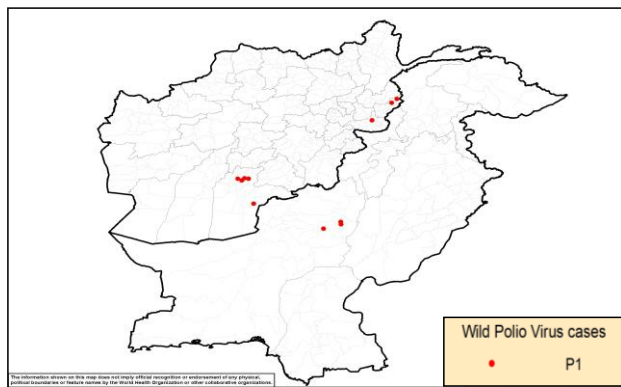 Wild Polio Virus cases
P1
The information shown on this map does not imply official recognition or endorsement of any physical,
political boundaries or feature names by the World Health Organization or other collaborative organizations.